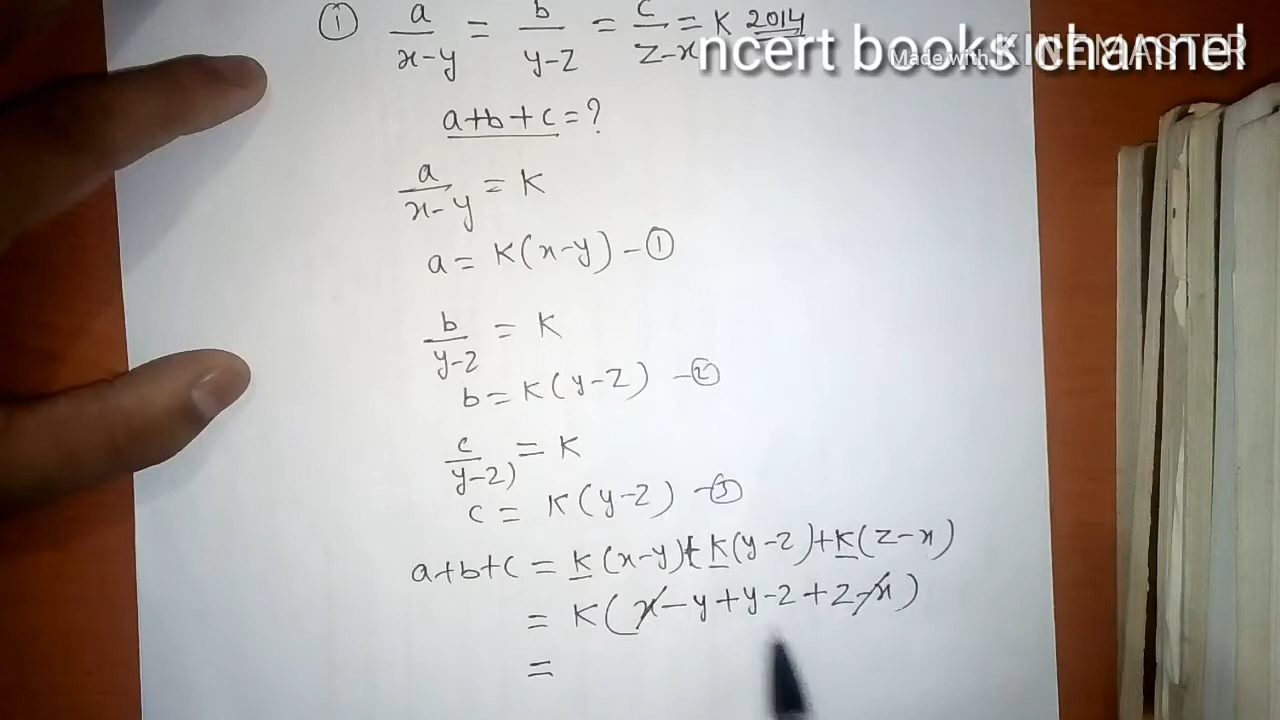 ① a/x-y = b/y-z = c/z-x = K 2014
ncert books channel
Made with KINEMASTER
a+b+c = ?
a/x-y = K
a = K(x-y) - ①
b/y-z = K
b = K(y-z) - ②
c/y-z) = K
c = K(y-z) - ③
a+b+c = K(x-y)+K(y-z)+K(z-x)
= K(x-y+y-z+z-x)
=